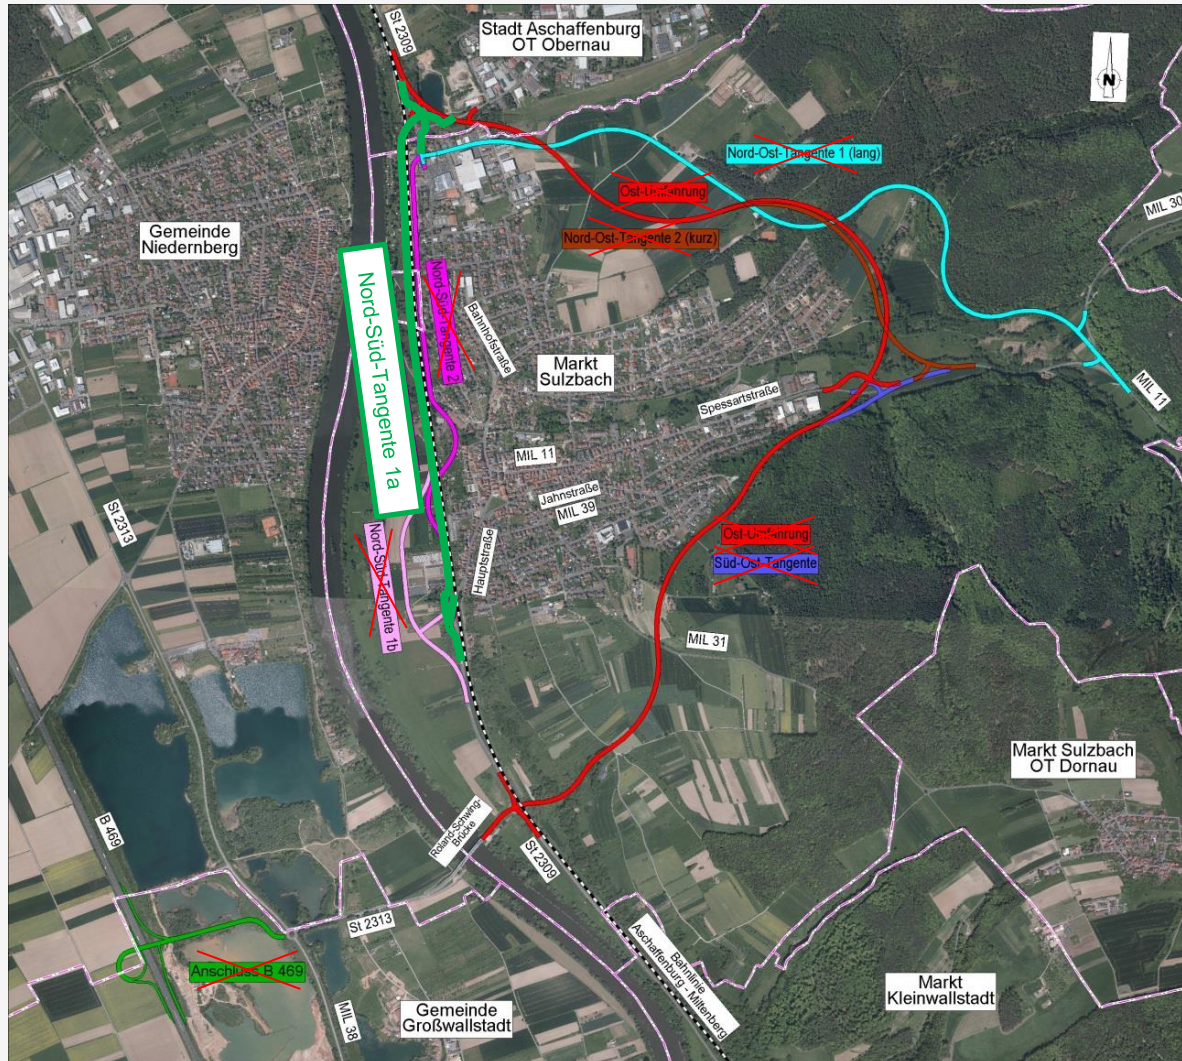 St 2309
Stadt Aschaffenburg
OT Obernau
N
Nord-Ost-Tangente 1 (lang)
Ost-Umfahrung
Nord-Ost-Tangente 2 (kurz)
MIL 30
Gemeinde
Niedernberg
Nord-Süd-Tangente 1a
Nord-Süd-Tangente 2
Bahnhofstraße
Markt
Sulzbach
Spessartstraße
MIL 11
MIL 11
Jahnstraße
MIL 39
St 2313
Hauptstraße
Nord-Süd-Tangente 1b
Ost-Umfahrung
Süd-Ost-Tangente
MIL 31
Markt Sulzbach
OT Dornau
B 469
Roland-Schwing-
Brücke
St 2309
St 2313
Anschluss B 469
MIL 38
Gemeinde
Großwallstadt
Bahnlinie
Aschaffenburg - Miltenberg
Markt
Kleinwallstadt